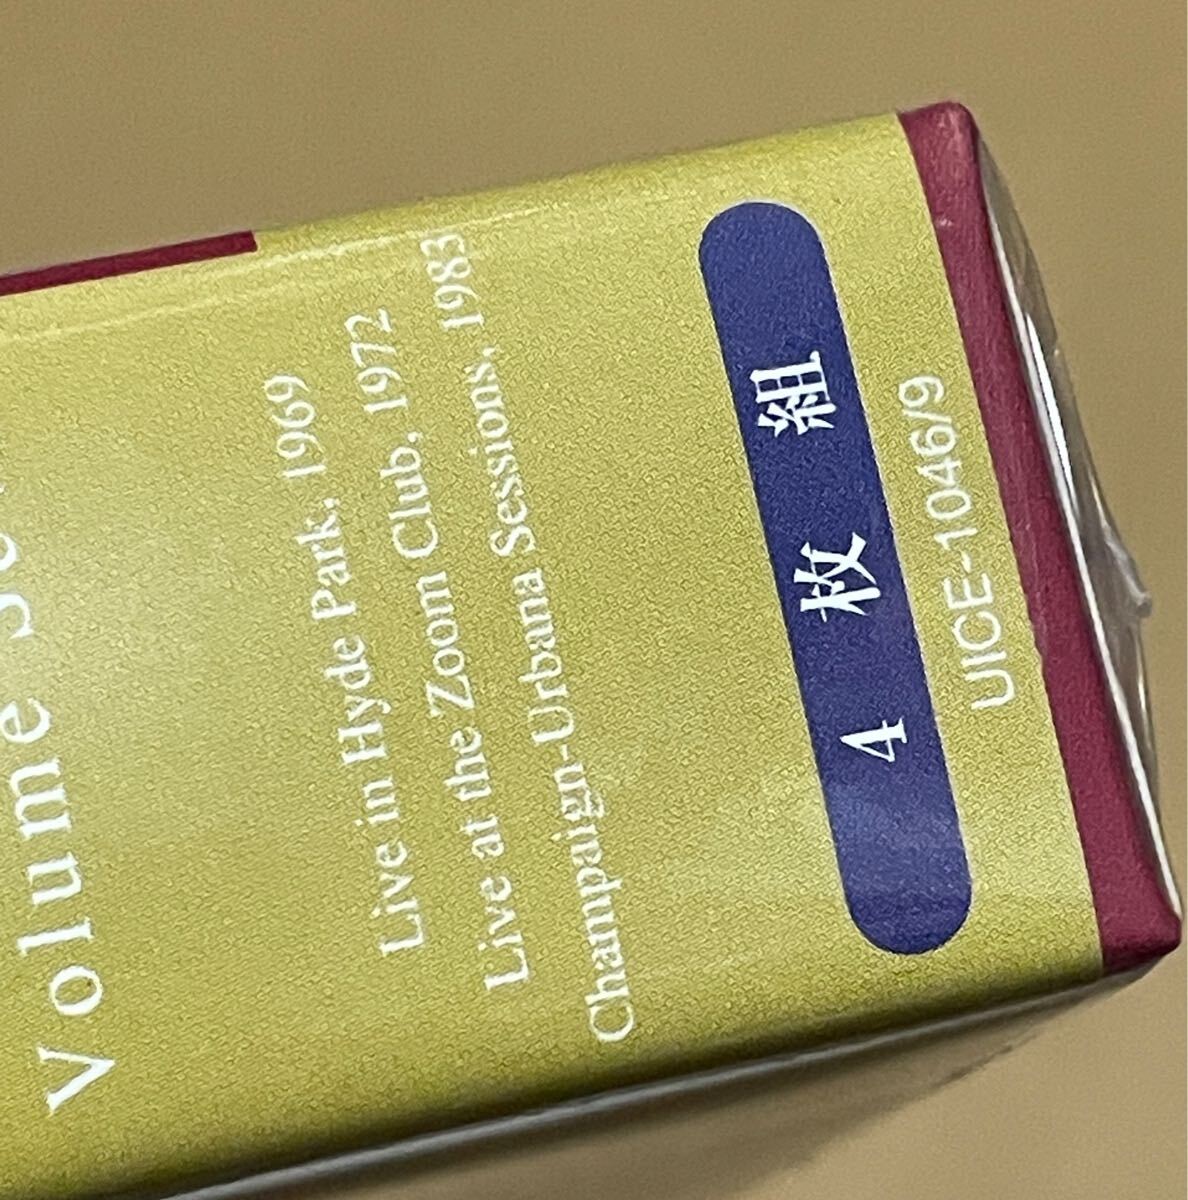 Volume
Live in Hyde Park, 1969
Live at the Zoom Club, 1972
Champaign-Urbana Sessions, 1983
4枚組
UICE-1046/9